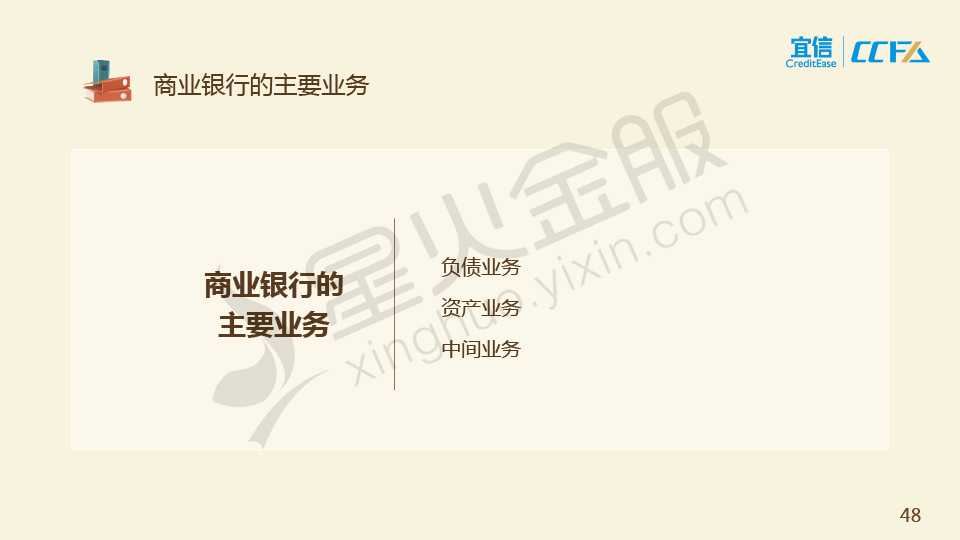 宜信
CreditEase
CCFA
商业银行的主要业务
星火金服
xinghuo.yixin.com
商业银行的
主要业务
负债业务
资产业务
中间业务
48